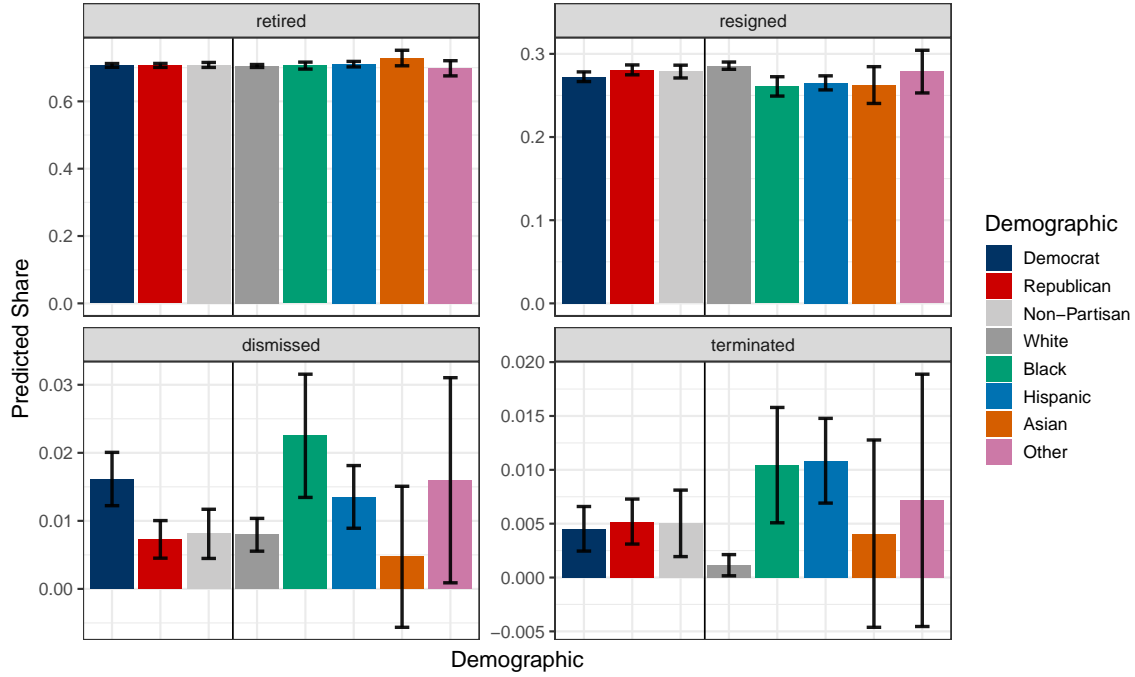 retired
resigned
0.6
0.4
0.2
0.0
0.3
0.2
0.1
0.0
Predicted Share
dismissed
terminated
0.03
0.02
0.01
0.00
0.020
0.015
0.010
0.005
0.000
−0.005
Demographic
Demographic
Democrat
Republican
Non−Partisan
White
Black
Hispanic
Asian
Other